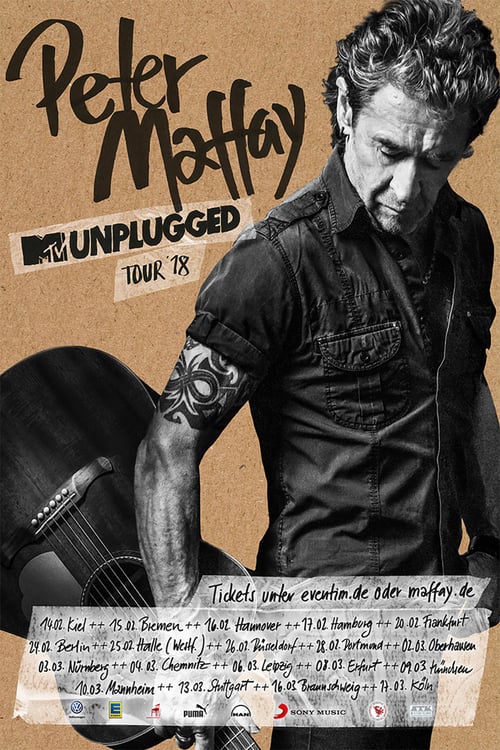 Peter
Maffay
MTV UNPLUGGED
TOUR '18
Tickets unter eventim.de oder maffay.de
14.02. Kiel ++ 15.02. Bremen ++ 16.02. Hannover ++ 17.02. Hamburg ++ 20.02. Frankfurt
24.02. Berlin ++ 25.02. Halle (Westf.) ++ 26.02. Düsseldorf ++ 28.02. Dortmund ++ 02.03. Oberhausen
03.03. Nürnberg ++ 04.03. Chemnitz ++ 06.03. Leipzig ++ 08.03. Erfurt ++ 09.03. München
10.03. Mannheim ++ 13.03. Stuttgart ++ 16.03. Braunschweig ++ 17.03. Köln
E PUMA MAN SONY MUSIC